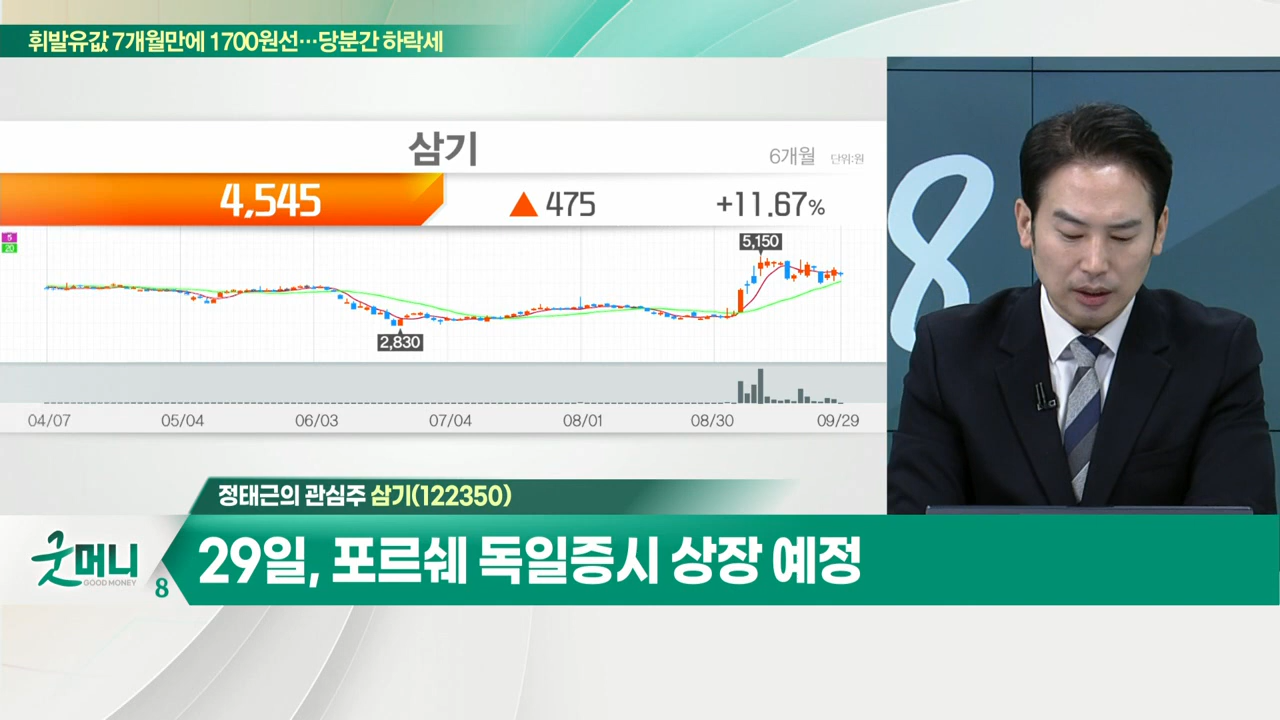 휘발유값 7개월만에 1700원선…당분간 하락세
삼기
6개월 단위:원
4,545 ▲ 475 +11.67%
5
20
5,150
2,830
04/07 05/04 06/03 07/04 08/01 08/30 09/29
8
정태근의 관심주 삼기(122350)
굿머니
GOOD MONEY
8
29일, 포르쉐 독일증시 상장 예정